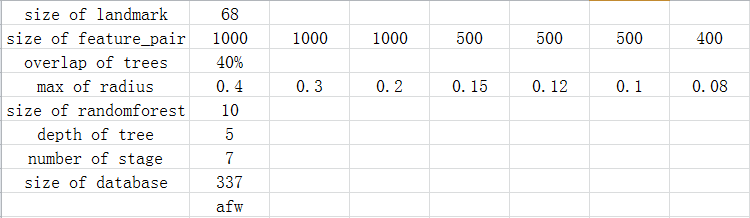 size of landmark 68
size of feature_pair 1000 1000 1000 500 500 500 400
overlap of trees 40%
max of radius 0.4 0.3 0.2 0.15 0.12 0.1 0.08
size of randomforest 10
depth of tree 5
number of stage 7
size of database 337
afw